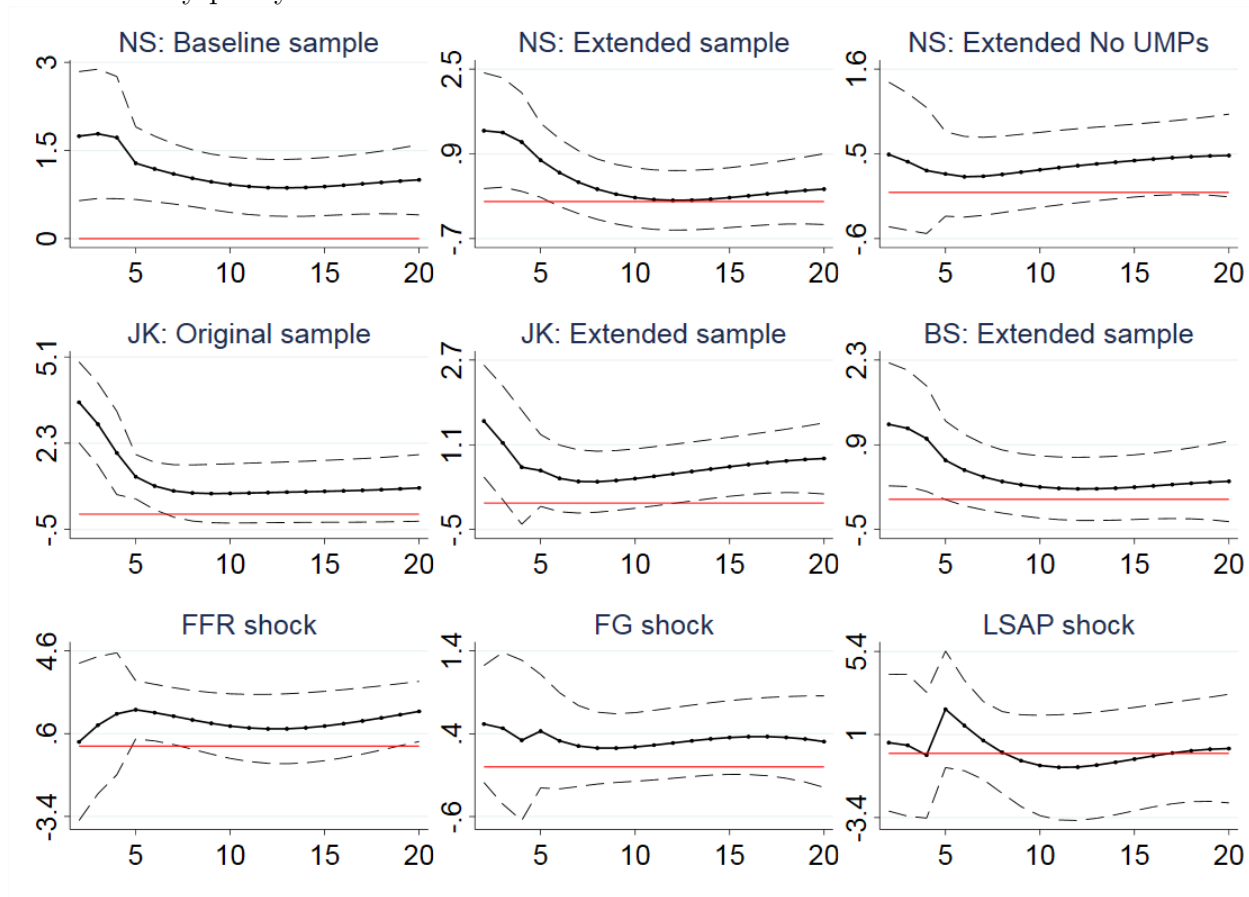 NS: Baseline sample
3
1.5
0
5 10 15 20
NS: Extended sample
2.5
.9
-.7
5 10 15 20
NS: Extended No UMPs
1.6
.5
-.6
5 10 15 20
JK: Original sample
5.1
2.3
-.5
5 10 15 20
JK: Extended sample
2.7
1.1
-.5
5 10 15 20
BS: Extended sample
2.3
.9
-.5
5 10 15 20
FFR shock
4.6
.6
-3.4
5 10 15 20
FG shock
1.4
.4
-.6
5 10 15 20
LSAP shock
5.4
1
-3.4
5 10 15 20